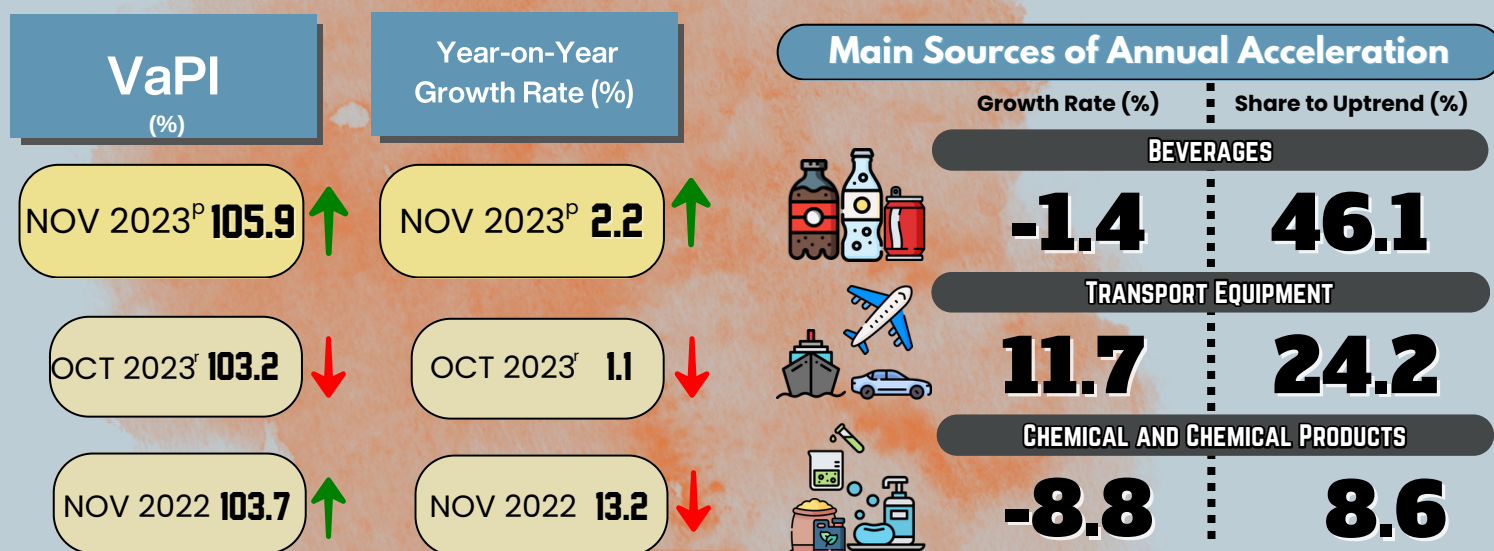 VaPI
(%)
NOV 2023ᵖ 105.9
OCT 2023ʳ 103.2
NOV 2022 103.7
Year-on-Year
Growth Rate (%)
NOV 2023ᵖ 2.2
OCT 2023ʳ 1.1
NOV 2022 13.2
Main Sources of Annual Acceleration
Growth Rate (%) Share to Uptrend (%)
BEVERAGES
-1.4 46.1
TRANSPORT EQUIPMENT
11.7 24.2
CHEMICAL AND CHEMICAL PRODUCTS
-8.8 8.6